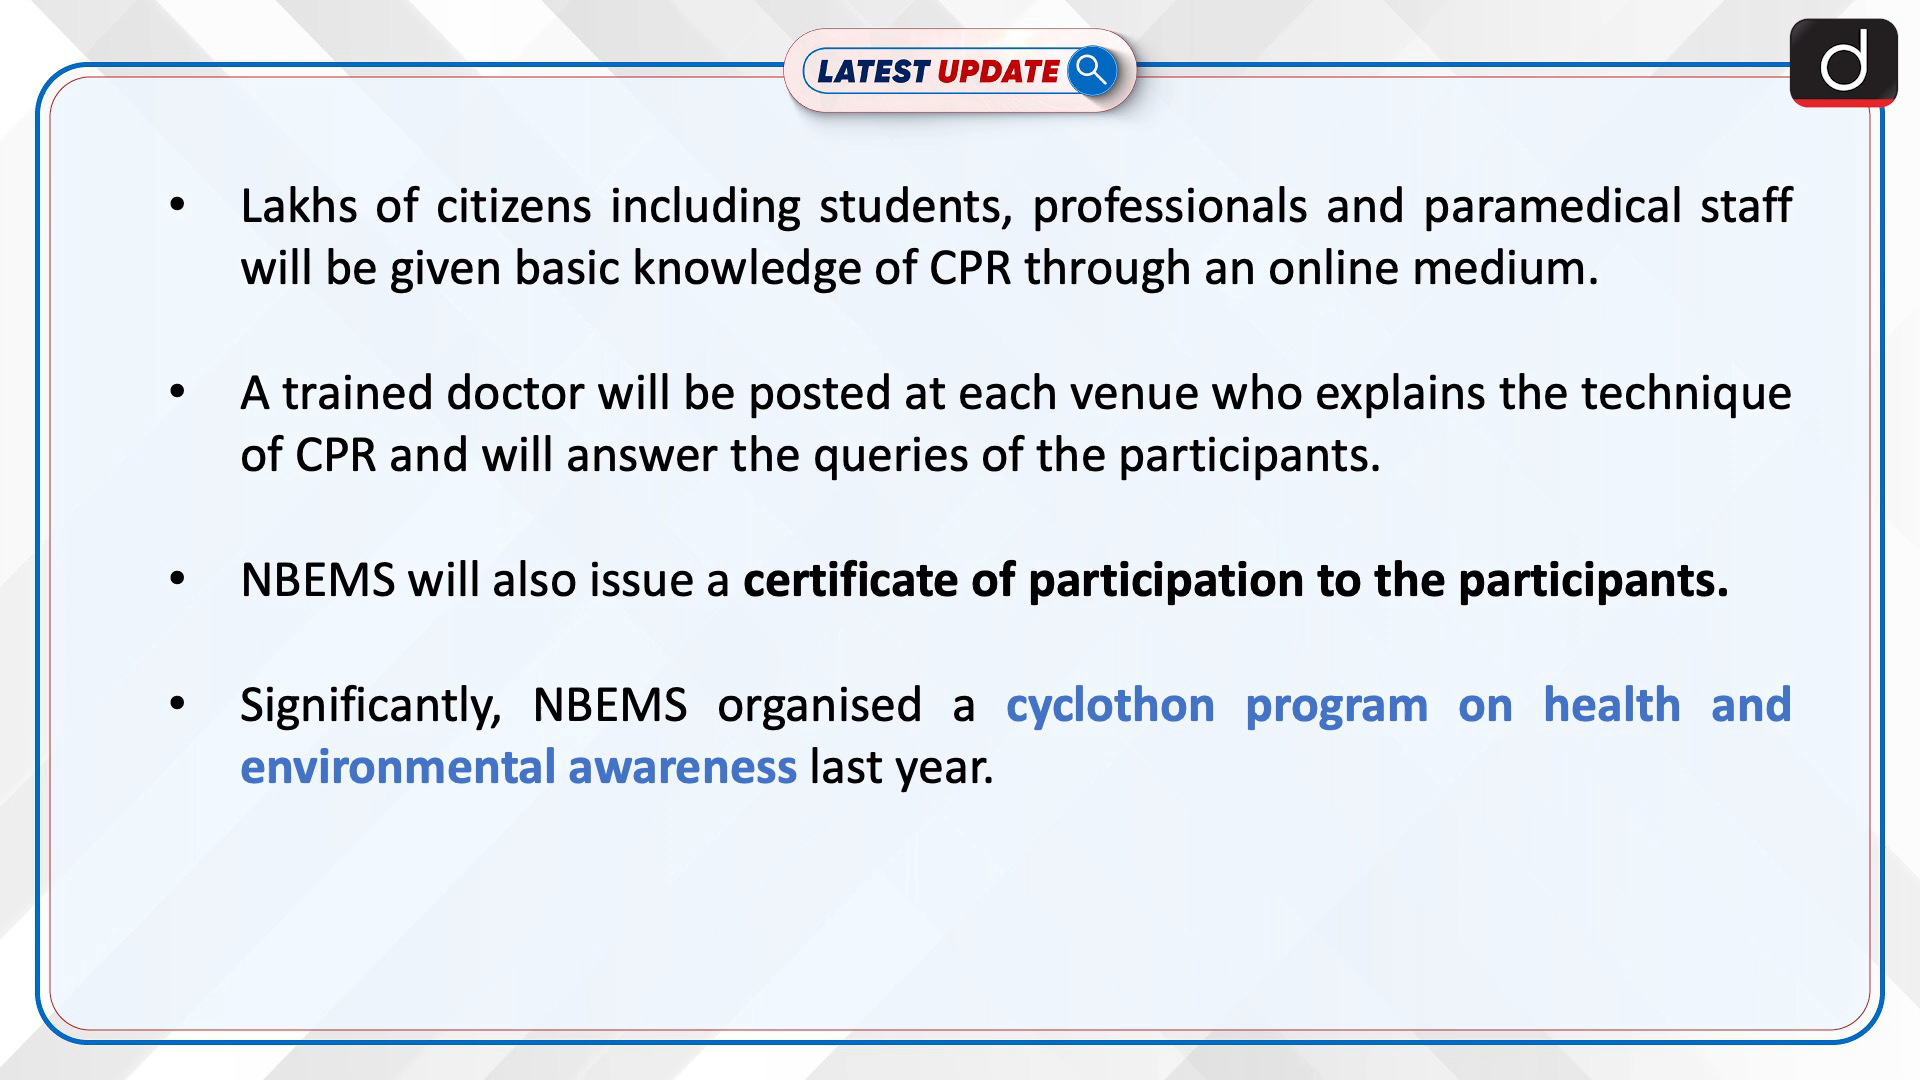 LATEST UPDATE
d
• Lakhs of citizens including students, professionals and paramedical staff
will be given basic knowledge of CPR through an online medium.
• A trained doctor will be posted at each venue who explains the technique
of CPR and will answer the queries of the participants.
• NBEMS will also issue a certificate of participation to the participants.
• Significantly, NBEMS organised a cyclothon program on health and
environmental awareness last year.